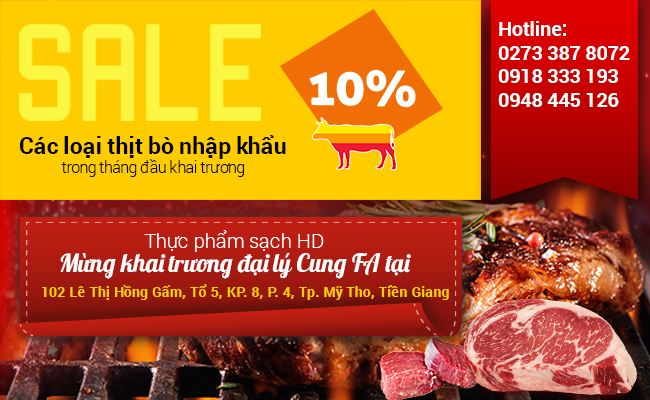 SALE
10%
Các loại thịt bò nhập khẩu
trong tháng đầu khai trương
Hotline:
0273 387 8072
0918 333 193
0948 445 126
Thực phẩm sạch HD
Mừng khai trương đại lý Cung FA tại
102 Lê Thị Hồng Gấm, Tổ 5, KP. 8, P. 4, Tp. Mỹ Tho, Tiền Giang